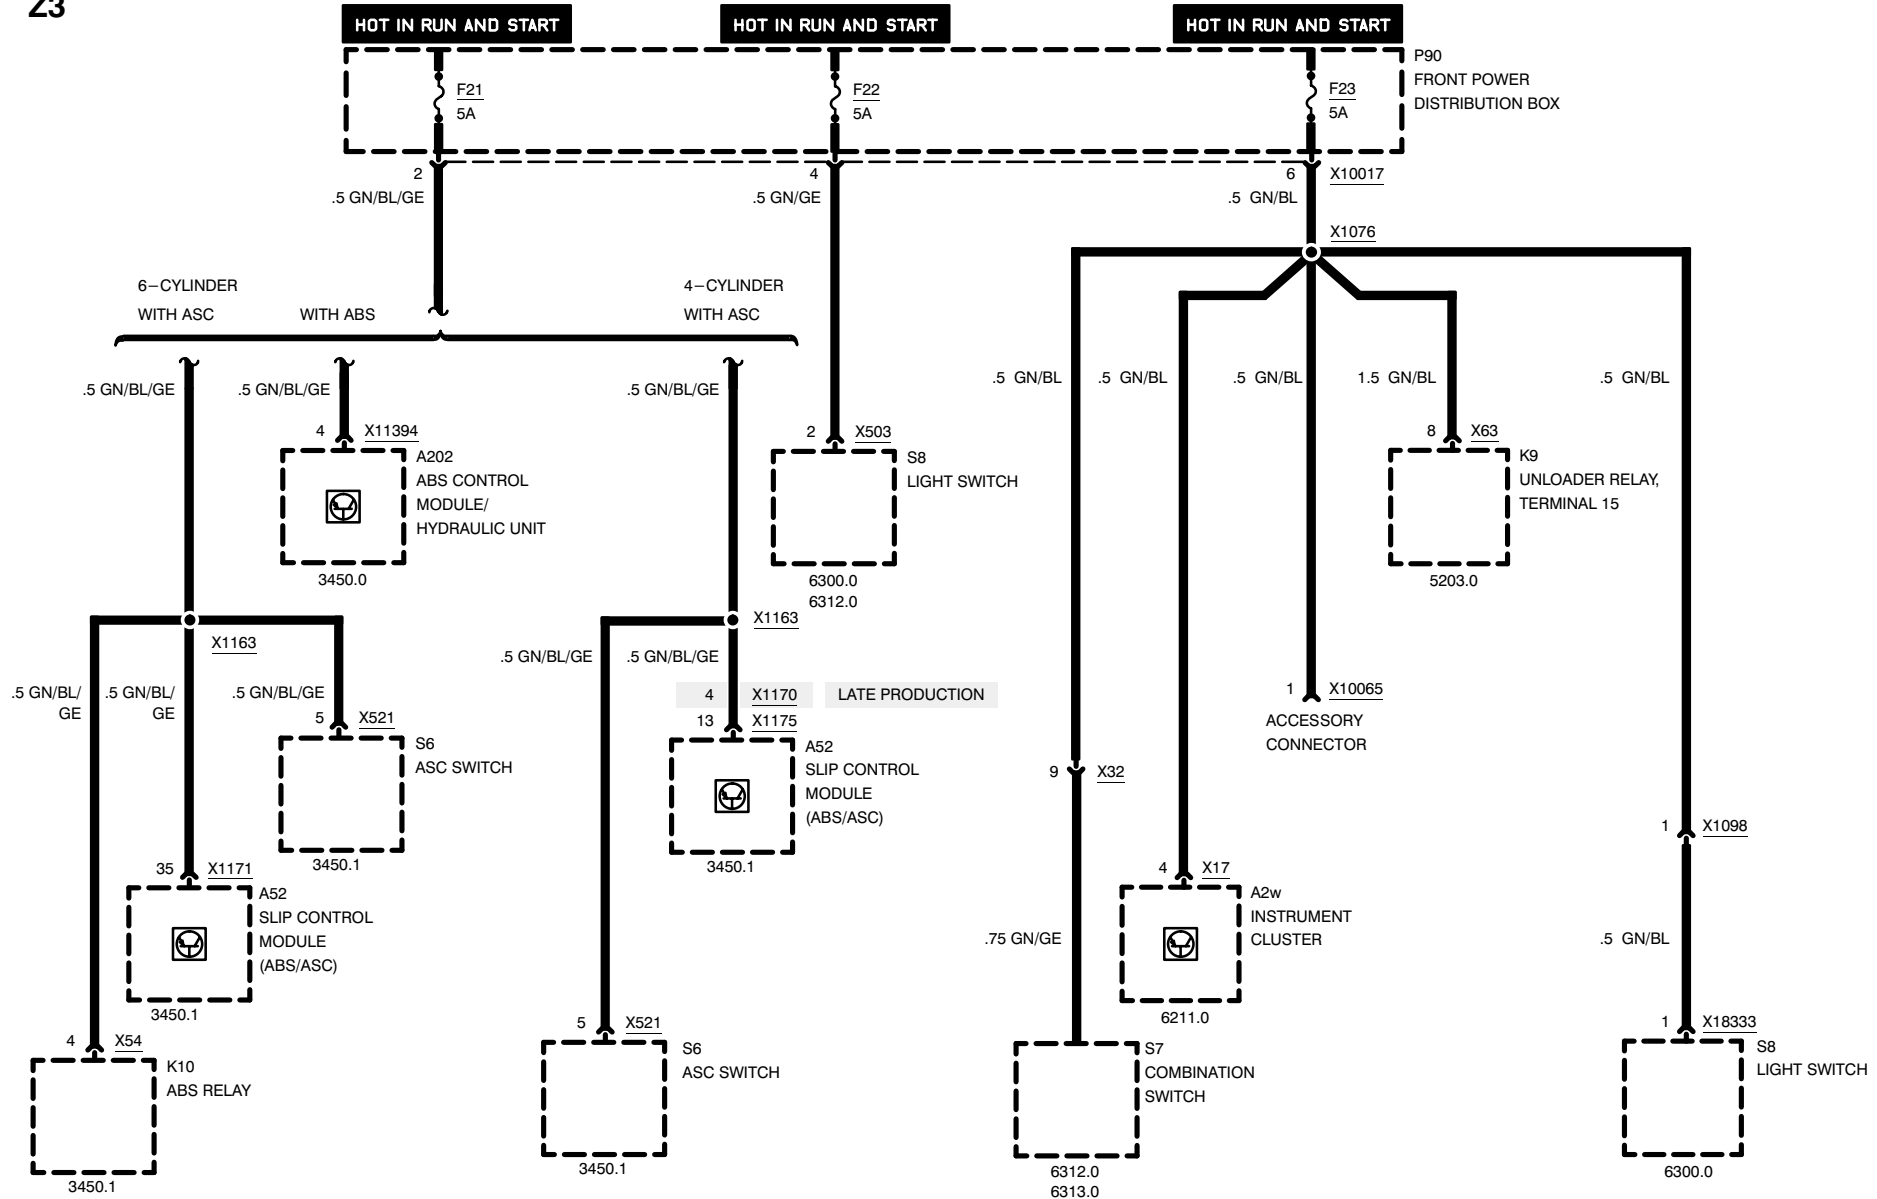 Z3
HOT IN RUN AND START
HOT IN RUN AND START
HOT IN RUN AND START
P90
FRONT POWER
DISTRIBUTION BOX
F21
5A
F22
5A
F23
5A
2
4
6
X10017
.5 GN/BL/GE
.5 GN/GE
.5 GN/BL
X1076
6–CYLINDER
WITH ASC
WITH ABS
4–CYLINDER
WITH ASC
.5 GN/BL/GE
.5 GN/BL/GE
.5 GN/BL/GE
.5 GN/BL
.5 GN/BL
.5 GN/BL
1.5 GN/BL
.5 GN/BL
4
X11394
A202
ABS CONTROL
MODULE/
HYDRAULIC UNIT
3450.0
2
X503
S8
LIGHT SWITCH
6300.0
6312.0
8
X63
K9
UNLOADER RELAY,
TERMINAL 15
5203.0
X1163
X1163
.5 GN/BL/
GE
.5 GN/BL/
GE
.5 GN/BL/GE
.5 GN/BL/GE
.5 GN/BL/GE
5
X521
S6
ASC SWITCH
3450.1
4
X1170
LATE PRODUCTION
13
X1175
A52
SLIP CONTROL
MODULE
(ABS/ASC)
3450.1
1
X10065
ACCESSORY
CONNECTOR
9
X32
1
X1098
35
X1171
A52
SLIP CONTROL
MODULE
(ABS/ASC)
3450.1
4
X17
A2w
INSTRUMENT
CLUSTER
6211.0
.75 GN/GE
.5 GN/BL
4
X54
K10
ABS RELAY
3450.1
5
X521
S6
ASC SWITCH
3450.1
S7
COMBINATION
SWITCH
6312.0
6313.0
1
X18333
S8
LIGHT SWITCH
6300.0